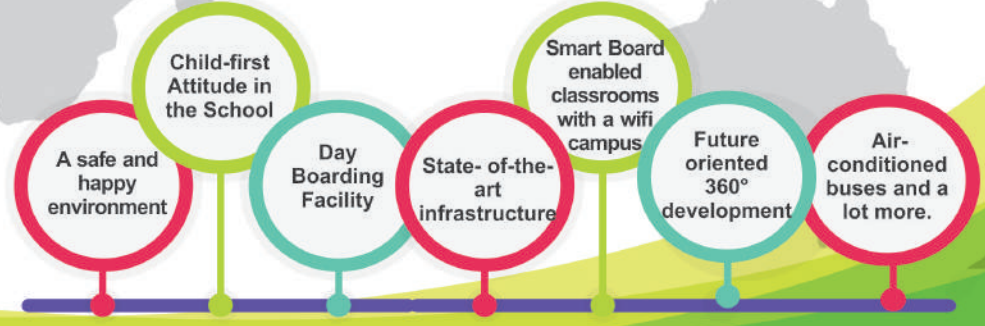 A safe and
happy
environment
Child-first
Attitude in
the School
Day
Boarding
Facility
State- of-the-
art
infrastructure
Smart Board
enabled
classrooms
with a wifi
campus
Future
oriented
360°
development
Air-
conditioned
buses and a
lot more.